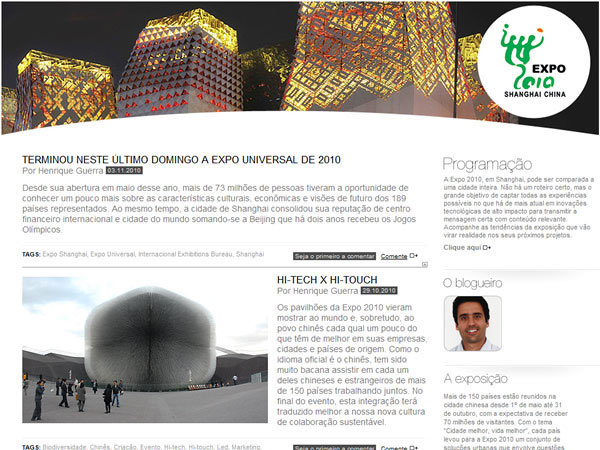 EXPO
2010
SHANGHAI CHINA
TERMINOU NESTE ÚLTIMO DOMINGO A EXPO UNIVERSAL DE 2010
Por Henrique Guerra 03.11.2010
Desde sua abertura em maio desse ano, mais de 73 milhões de pessoas tiveram a oportunidade de
conhecer um pouco mais sobre as características culturais, econômicas e visões de futuro dos 189
países representados. Ao mesmo tempo, a cidade de Shanghai consolidou sua reputação de centro
financeiro internacional e cidade do mundo somando-se a Beijing que há dois anos recebeu os Jogos
Olímpicos.
TAGS: Expo Shanghai, Expo Universal, Internacional Exhibitions Bureau, Shanghai
Seja o primeiro a comentar Comente
HI-TECH X HI-TOUCH
Por Henrique Guerra 29.10.2010
Os pavilhões da Expo 2010 vieram
mostrar ao mundo e, sobretudo, ao
povo chinês cada qual um pouco do
que têm de melhor em suas empresas,
cidades e países de origem. Como o
idioma oficial é o chinês, tem sido
muito bacana assistir em cada um
deles chineses e estrangeiros de mais
de 150 países trabalhando juntos. No
final do evento, esta integração terá
traduzido melhor a nossa nova cultura
de colaboração sustentável.
TAGS: Biodiversidade, Chinês, Criação, Evento, Hi-tech, Hi-touch, Led, Marketing,
Seja o primeiro a comentar Comente
Programação
A Expo 2010, em Shanghai, pode ser comparada a
uma cidade inteira. Não há um roteiro certo, mas o
grande objetivo de captar todas as experiências
possíveis no que há de mais atual em inovações
tecnológicas de alto impacto para transmitir a
mensagem certa com conteúdo relevante.
Acompanhe as tendências da exposição que vão
virar realidade nos seus próximos projetos.
Clique aqui
O blogueiro
A exposição
Mais de 150 países estão reunidos na
cidade chinesa desde 1º de maio até 31
de outubro, com a expectativa de receber
70 milhões de visitantes. Com o tema
"Cidade melhor, vida melhor", cada país
levou para a Expo 2010 um conjunto de
soluções urbanas que envolve questões